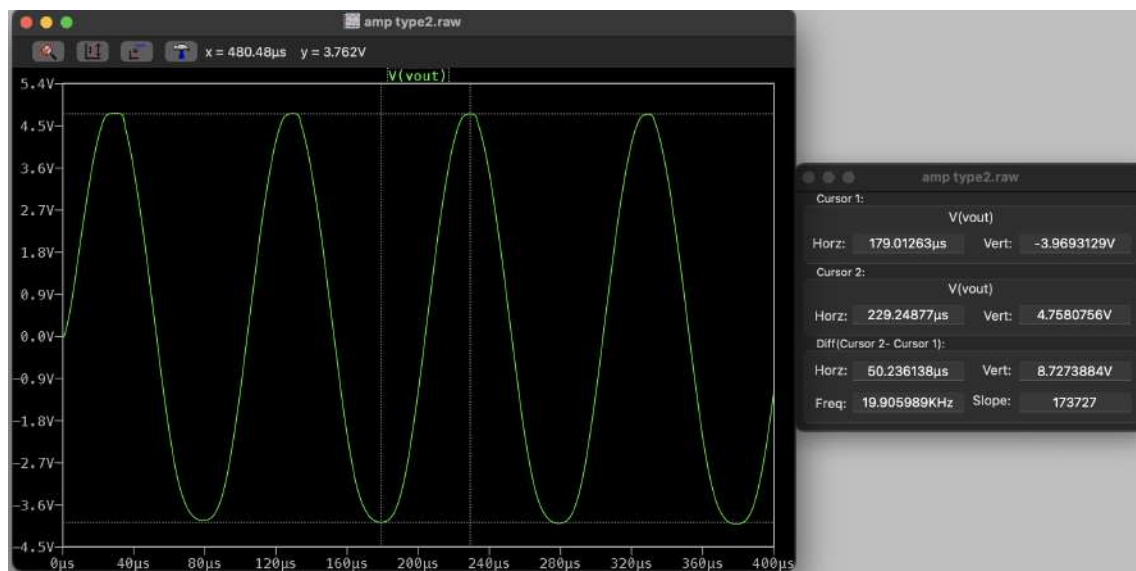 amp type2.raw
x = 480.48µs y = 3.762V
V(vout)
5.4V
4.5V
3.6V
2.7V
1.8V
0.9V
0.0V
-0.9V
-1.8V
-2.7V
-3.6V
-4.5V
0µs 40µs 80µs 120µs 160µs 200µs 240µs 280µs 320µs 360µs 400µs
amp type2.raw
Cursor 1:
V(vout)
Horz: 179.01263µs Vert: -3.9693129V
Cursor 2:
V(vout)
Horz: 229.24877µs Vert: 4.7580756V
Diff(Cursor 2- Cursor 1):
Horz: 50.236138µs Vert: 8.7273884V
Freq: 19.905989KHz Slope: 173727